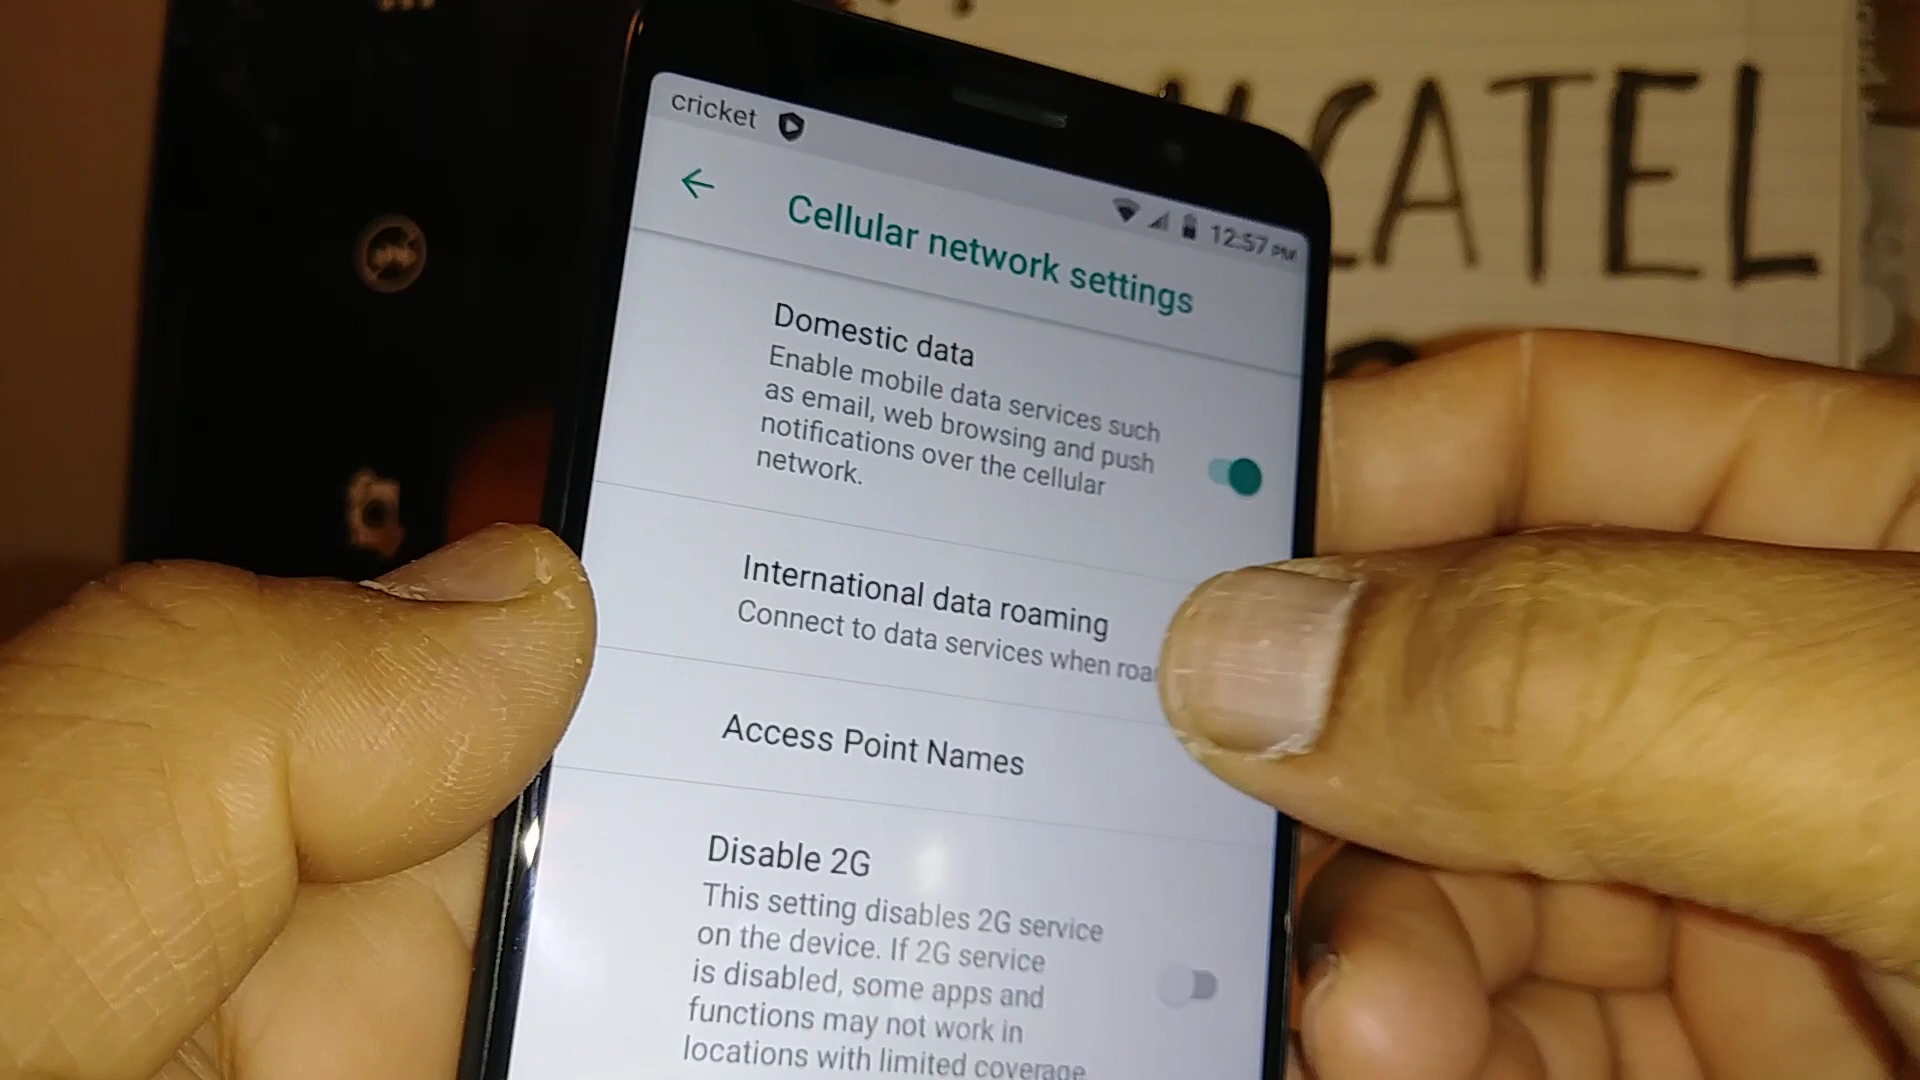 CATEL
cricket
12:57 PM
Cellular network settings
Domestic data
Enable mobile data services such
as email, web browsing and push
notifications over the cellular
network.
International data roaming
Connect to data services when roa
Access Point Names
Disable 2G
This setting disables 2G service
on the device. If 2G service
is disabled, some apps and
functions may not work in
locations with limited coverage